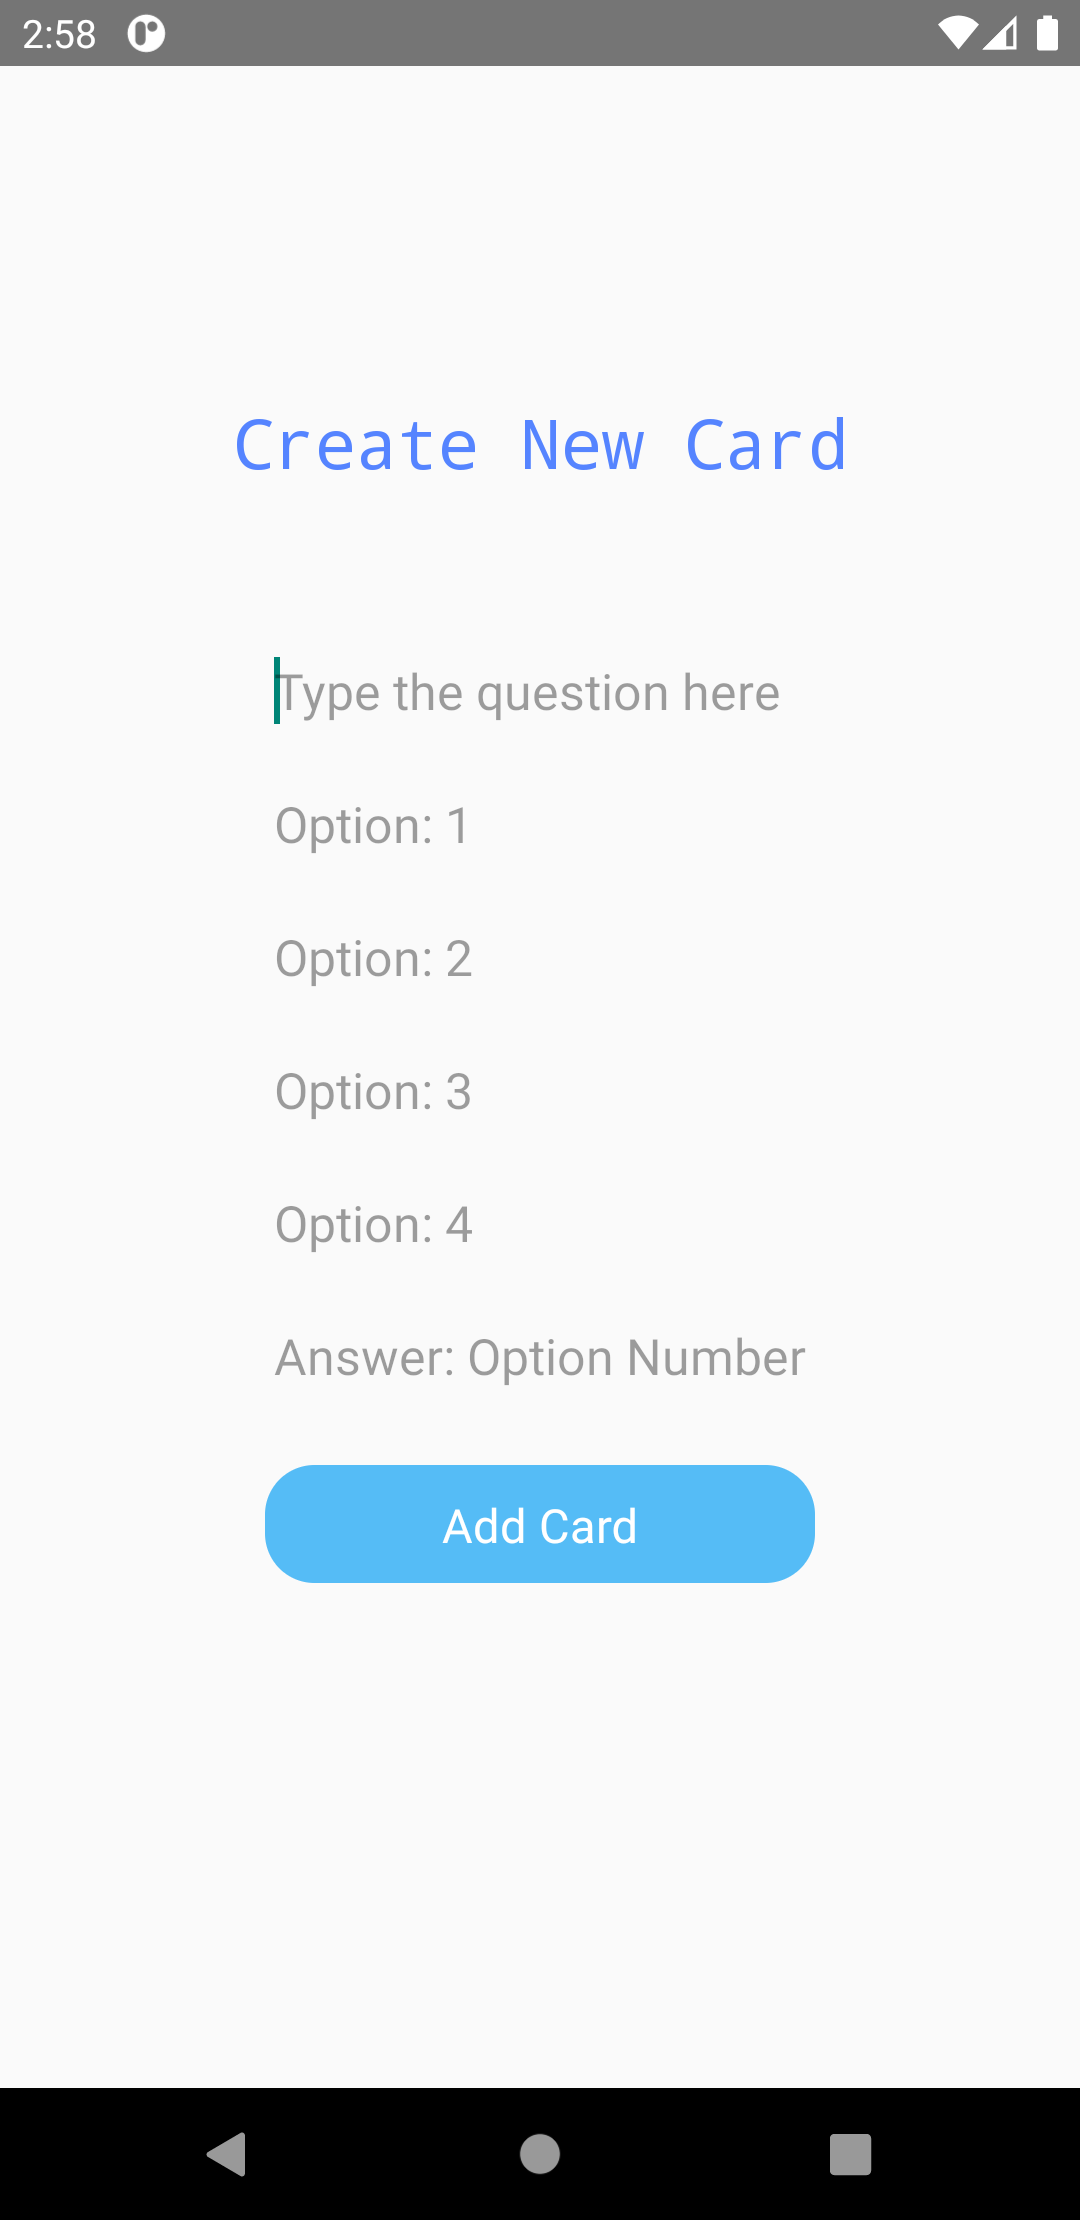 2:58
Create New Card
Type the question here
Option: 1
Option: 2
Option: 3
Option: 4
Answer: Option Number
Add Card